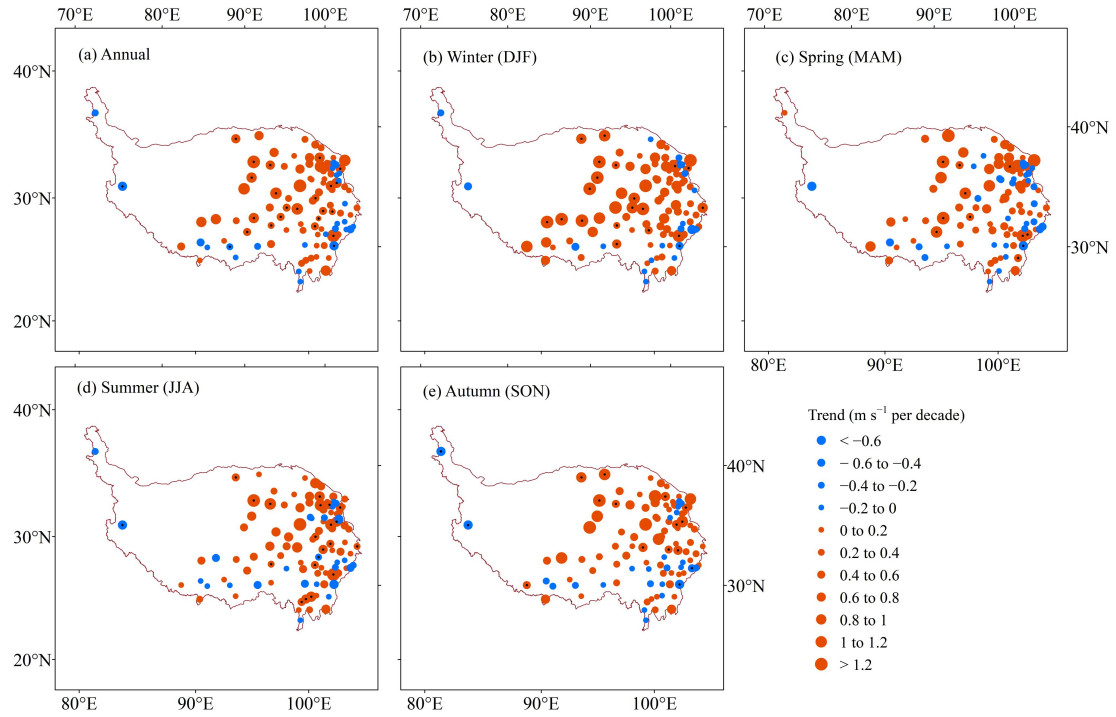 70°E 80°E 90°E 100°E 70°E 80°E 90°E 100°E 70°E 80°E 90°E 100°E
(a) Annual (b) Winter (DJF) (c) Spring (MAM)
40°N
40°N
30°N
30°N
20°N
80°E 90°E 100°E
(d) Summer (JJA) (e) Autumn (SON)
40°N
40°N
30°N
30°N
20°N
80°E 90°E 100°E 80°E 90°E 100°E
Trend (m s⁻¹ per decade)
< −0.6
− 0.6 to −0.4
−0.4 to −0.2
−0.2 to 0
0 to 0.2
0.2 to 0.4
0.4 to 0.6
0.6 to 0.8
0.8 to 1
1 to 1.2
> 1.2